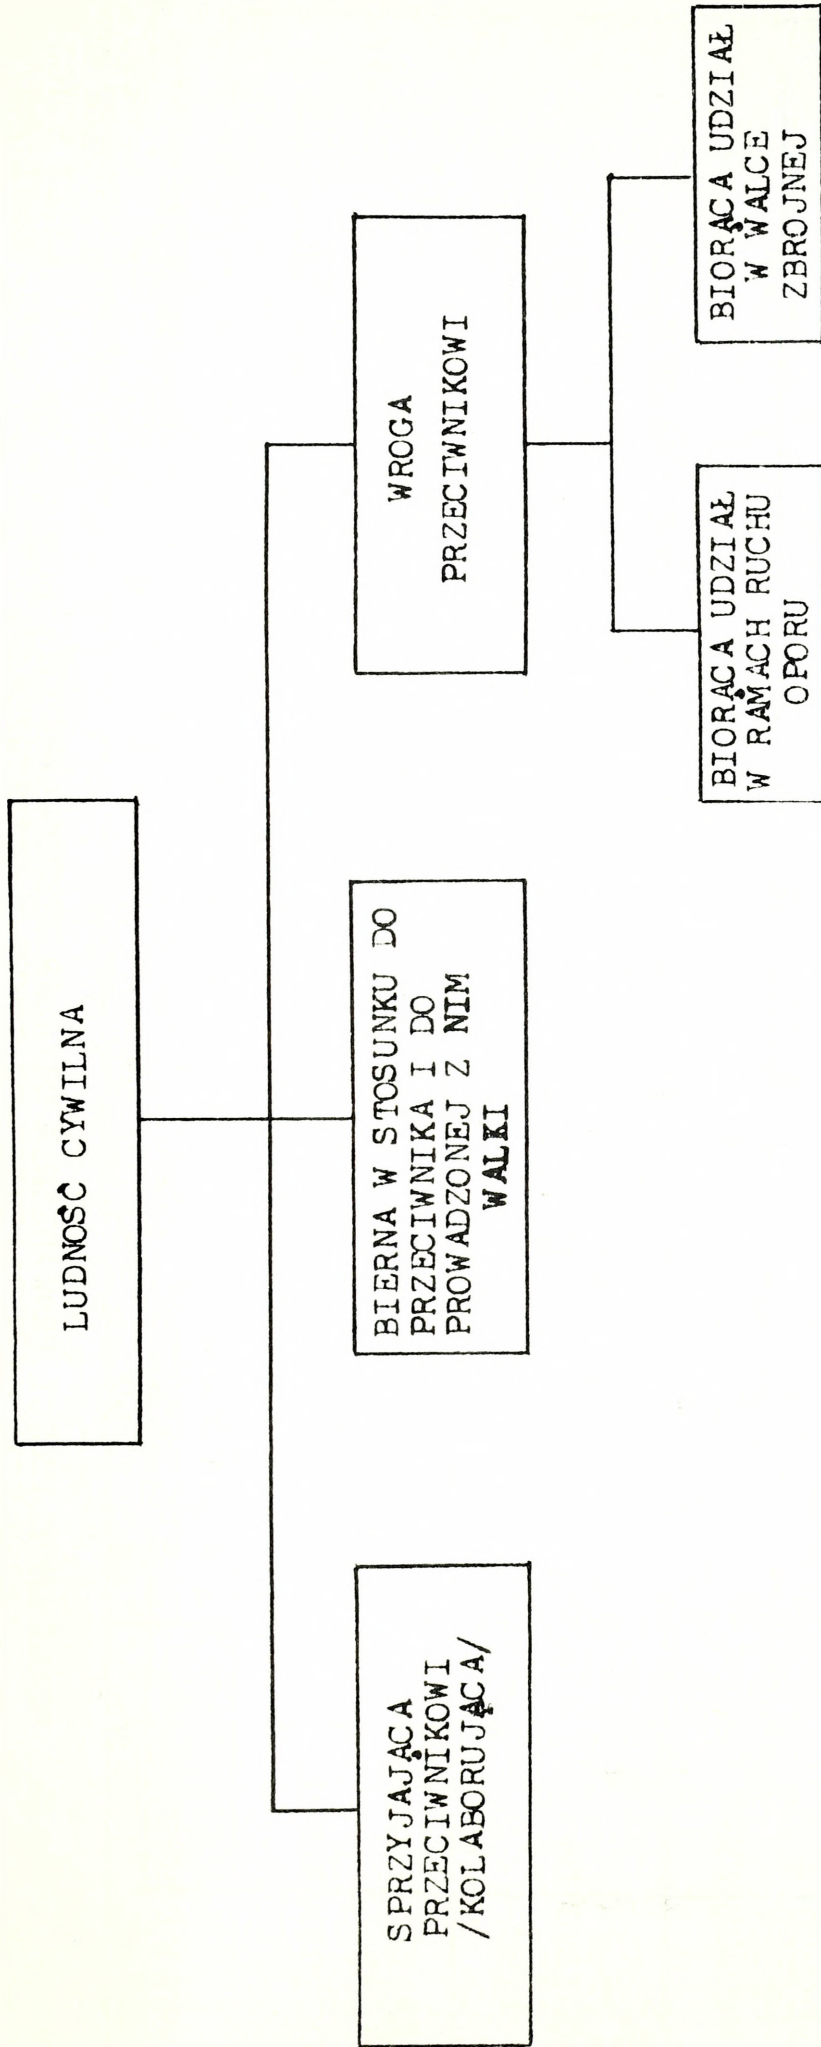 LUDNOŚĆ CYWILNA
SPRZYJAJĄCA
PRZECIWNIKOWI
/KOLABORUJĄCA/
BIERNA W STOSUNKU DO
PRZECIWNIKA I DO
PROWADZONEJ Z NIM
WALKI
WROGA
PRZECIWNIKOWI
BIORĄCA UDZIAŁ
W RAMACH RUCHU
OPORU
BIORĄCA UDZIAŁ
W WALCE
ZBROJNEJ